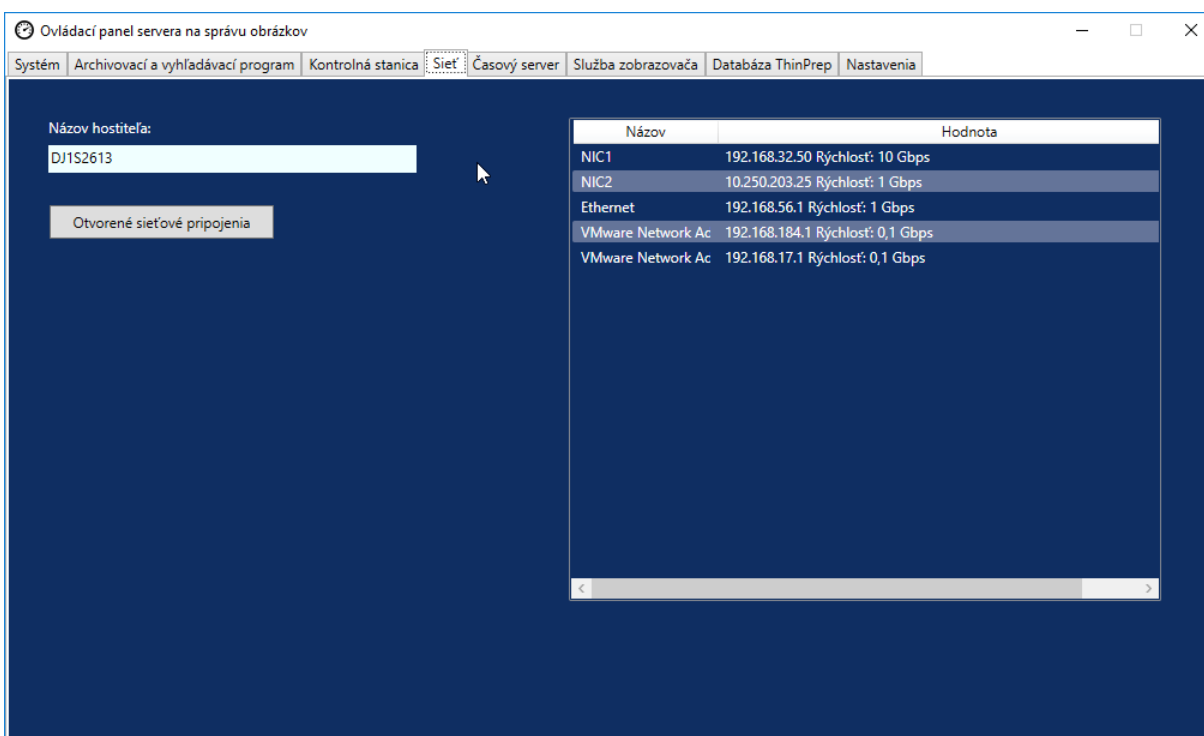 Ovládací panel servera na správu obrázkov
Systém Archivovací a vyhľadávací program Kontrolná stanica Sieť Časový server Služba zobrazovača Databáza ThinPrep Nastavenia
Názov hostiteľa:
DJ1S2613
Otvorené sieťové pripojenia
Názov Hodnota
NIC1 192.168.32.50 Rýchlosť: 10 Gbps
NIC2 10.250.203.25 Rýchlosť: 1 Gbps
Ethernet 192.168.56.1 Rýchlosť: 1 Gbps
VMware Network Ac 192.168.184.1 Rýchlosť: 0,1 Gbps
VMware Network Ac 192.168.17.1 Rýchlosť: 0,1 Gbps